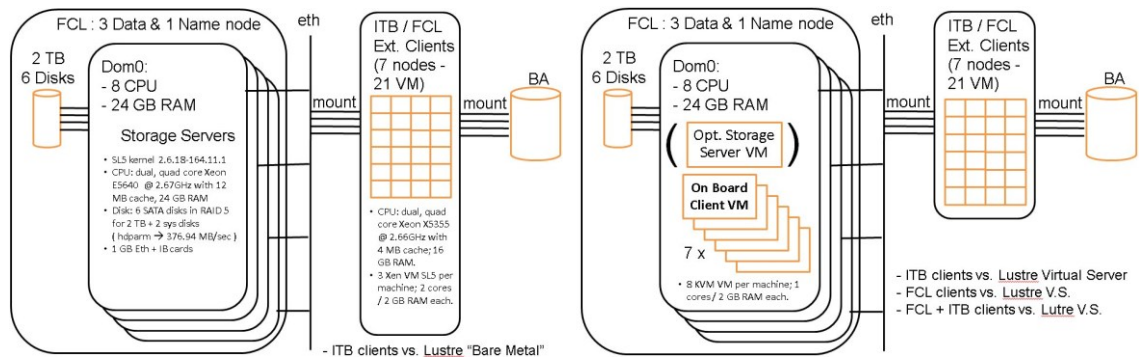 FCL : 3 Data & 1 Name node
eth
2 TB
6 Disks
Dom0:
- 8 CPU
- 24 GB RAM
Storage Servers
• SL5 kernel 2.6.18-164.11.1
• CPU: dual, quad core Xeon
E5640 @ 2.67GHz with 12
MB cache, 24 GB RAM
• Disk: 6 SATA disks in RAID 5
for 2 TB + 2 sys disks
( hdparm → 376.94 MB/sec )
• 1 GB Eth + IB cards
mount
ITB / FCL
Ext. Clients
(7 nodes -
21 VM)
• CPU: dual, quad
core Xeon X5355
@ 2.66GHz with
4 MB cache; 16
GB RAM.
• 3 Xen VM SL5 per
machine; 2 cores
/ 2 GB RAM each.
mount
BA
- ITB clients vs. Lustre "Bare Metal"
FCL : 3 Data & 1 Name node
eth
2 TB
6 Disks
Dom0:
- 8 CPU
- 24 GB RAM
( Opt. Storage )
Server VM
On Board
Client VM
7 x
• 8 KVM VM per machine; 1
cores / 2 GB RAM each.
mount
ITB / FCL
Ext. Clients
(7 nodes -
21 VM)
mount
BA
- ITB clients vs. Lustre Virtual Server
- FCL clients vs. Lustre V.S.
- FCL + ITB clients vs. Lutre V.S.